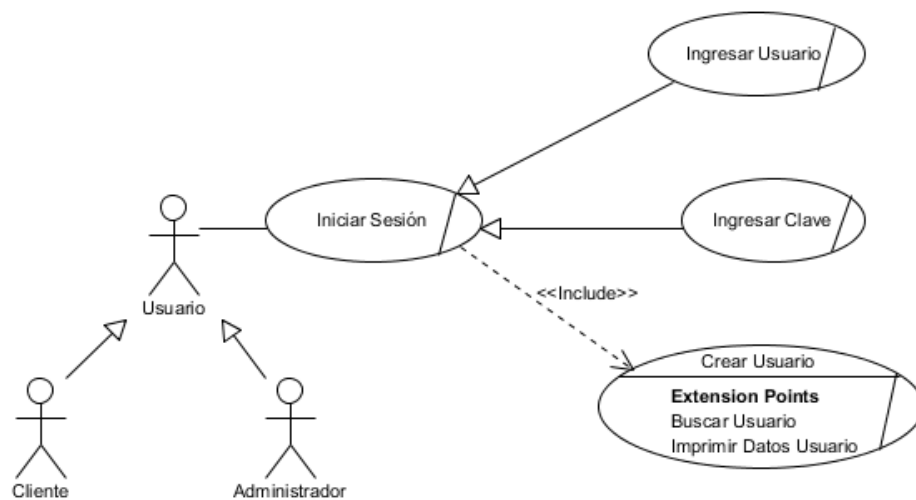 Ingresar Usuario
Iniciar Sesión
Ingresar Clave
<<Include>>
Usuario
Crear Usuario
Extension Points
Buscar Usuario
Imprimir Datos Usuario
Cliente
Administrador